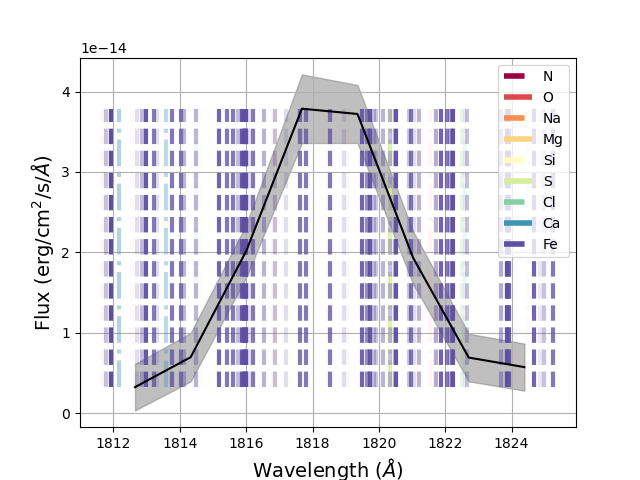 1e−14
4
3
2
1
0
Flux (erg/cm²/s/Å)
1812
1814
1816
1818
1820
1822
1824
Wavelength (Å)
N
O
Na
Mg
Si
S
Cl
Ca
Fe